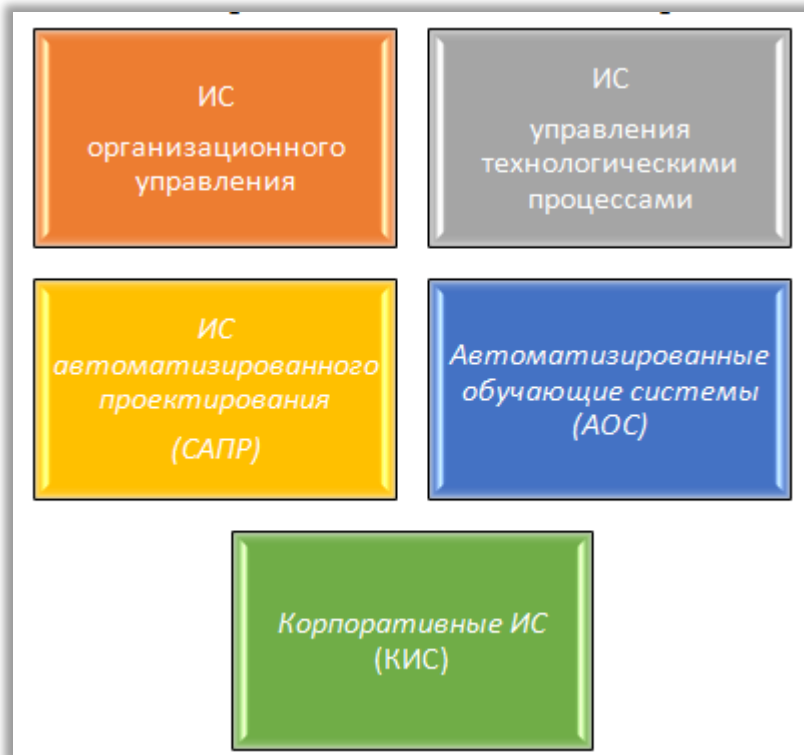 ИС
организационного
управления
ИС
управления
технологическими
процессами
ИС
автоматизированного
проектирования
(САПР)
Автоматизированные
обучающие системы
(АОС)
Корпоративные ИС
(КИС)